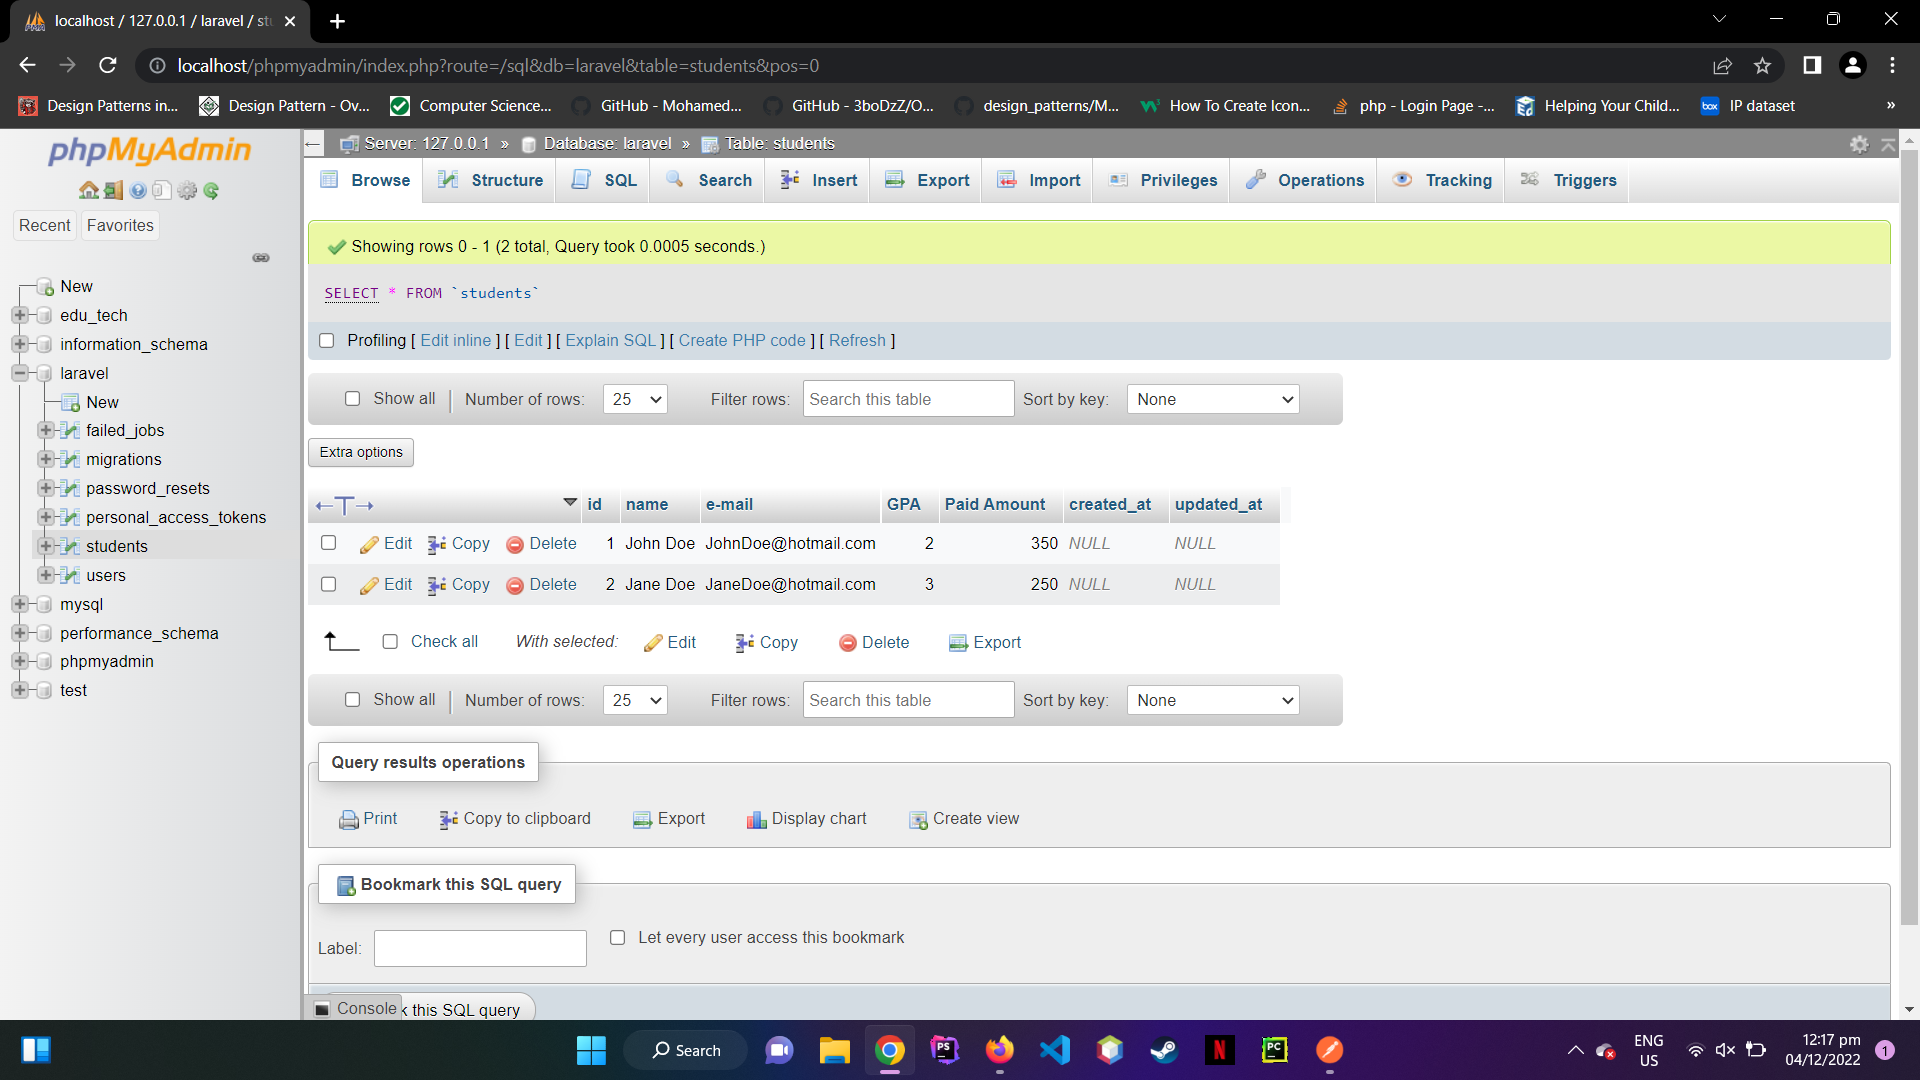 localhost / 127.0.0.1 / laravel / stu
localhost/phpmyadmin/index.php?route=/sql&db=laravel&table=students&pos=0
Design Patterns in...
Design Pattern - Ov...
Computer Science...
GitHub - Mohamed...
GitHub - 3boDzZ/O...
design_patterns/M...
How To Create Icon...
php - Login Page -...
Helping Your Child...
box
IP dataset
»
phpMyAdmin
Recent
Favorites
New
edu_tech
information_schema
laravel
New
failed_jobs
migrations
password_resets
personal_access_tokens
students
users
mysql
performance_schema
phpmyadmin
test
Server: 127.0.0.1 » Database: laravel » Table: students
Browse
Structure
SQL
Search
Insert
Export
Import
Privileges
Operations
Tracking
Triggers
Showing rows 0 - 1 (2 total, Query took 0.0005 seconds.)
SELECT * FROM `students`
Profiling [ Edit inline ] [ Edit ] [ Explain SQL ] [ Create PHP code ] [ Refresh ]
Show all | Number of rows: 25 Filter rows: Search this table Sort by key: None
Extra options
id name e-mail GPA Paid Amount created_at updated_at
Edit Copy Delete 1 John Doe JohnDoe@hotmail.com 2 350 NULL NULL
Edit Copy Delete 2 Jane Doe JaneDoe@hotmail.com 3 250 NULL NULL
Check all With selected: Edit Copy Delete Export
Show all | Number of rows: 25 Filter rows: Search this table Sort by key: None
Query results operations
Print Copy to clipboard Export Display chart Create view
Bookmark this SQL query
Label:
Let every user access this bookmark
Console
k this SQL query
Search
PS
N
PC
ENG
US
12:17 pm
04/12/2022
1